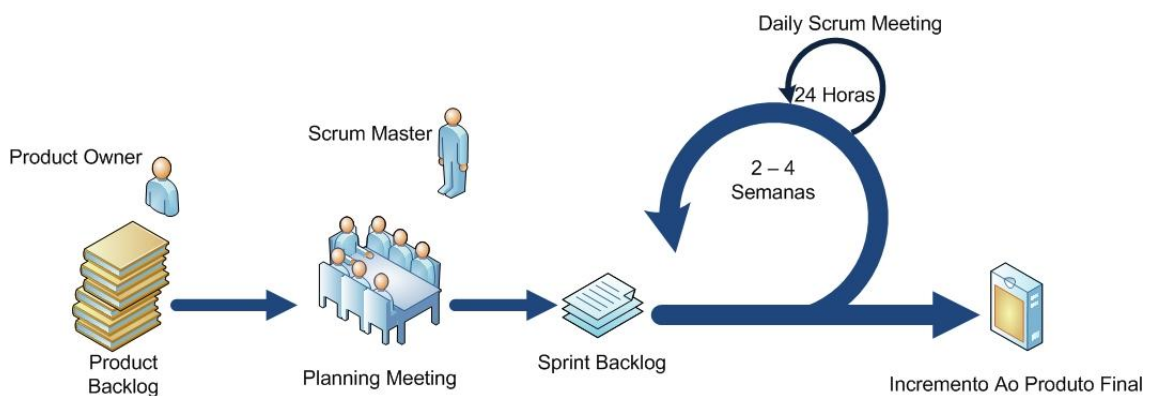 Daily Scrum Meeting
24 Horas
Scrum Master
Product Owner
2 – 4
Semanas
Product
Backlog
Planning Meeting
Sprint Backlog
Incremento Ao Produto Final